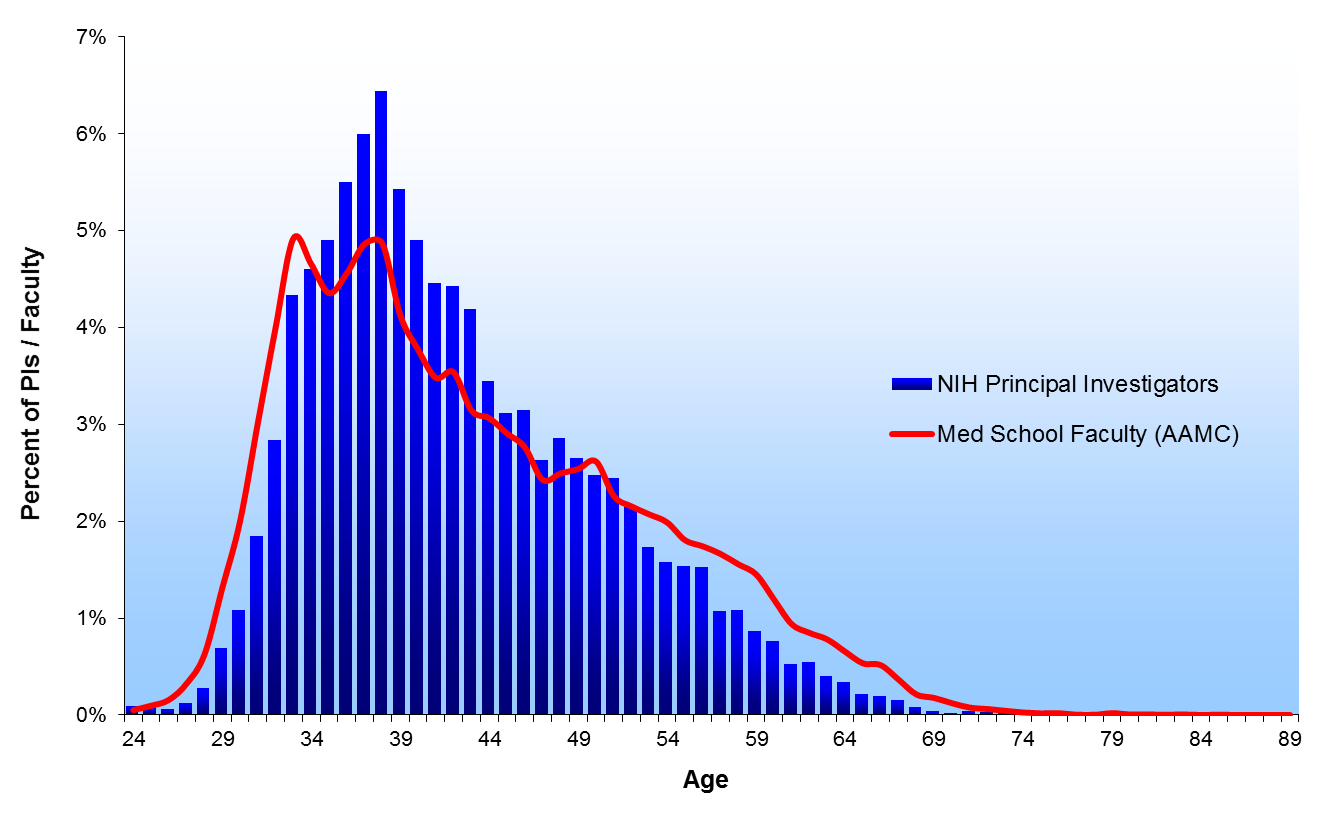 7%
6%
5%
4%
3%
2%
1%
0%
Percent of PIs / Faculty
NIH Principal Investigators
Med School Faculty (AAMC)
24 29 34 39 44 49 54 59 64 69 74 79 84 89
Age